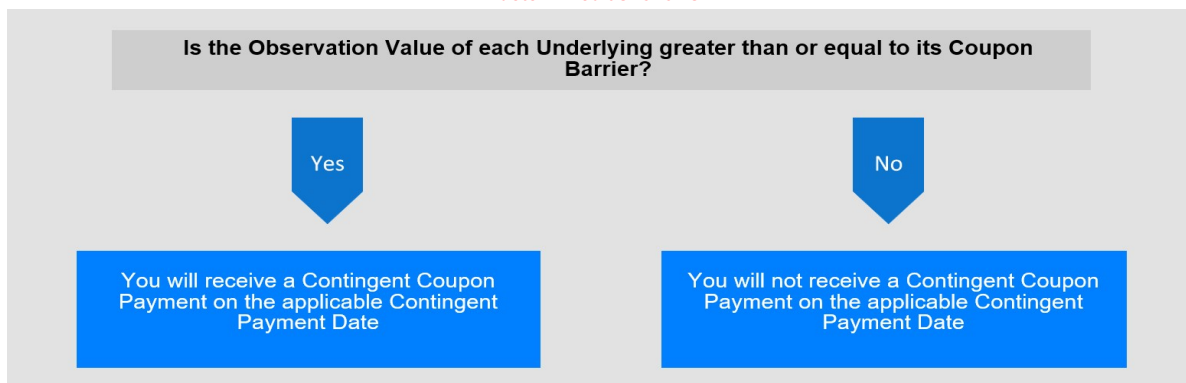 Is the Observation Value of each Underlying greater than or equal to its Coupon
Barrier?
Yes
No
You will receive a Contingent Coupon
Payment on the applicable Contingent
Payment Date
You will not receive a Contingent Coupon
Payment on the applicable Contingent
Payment Date